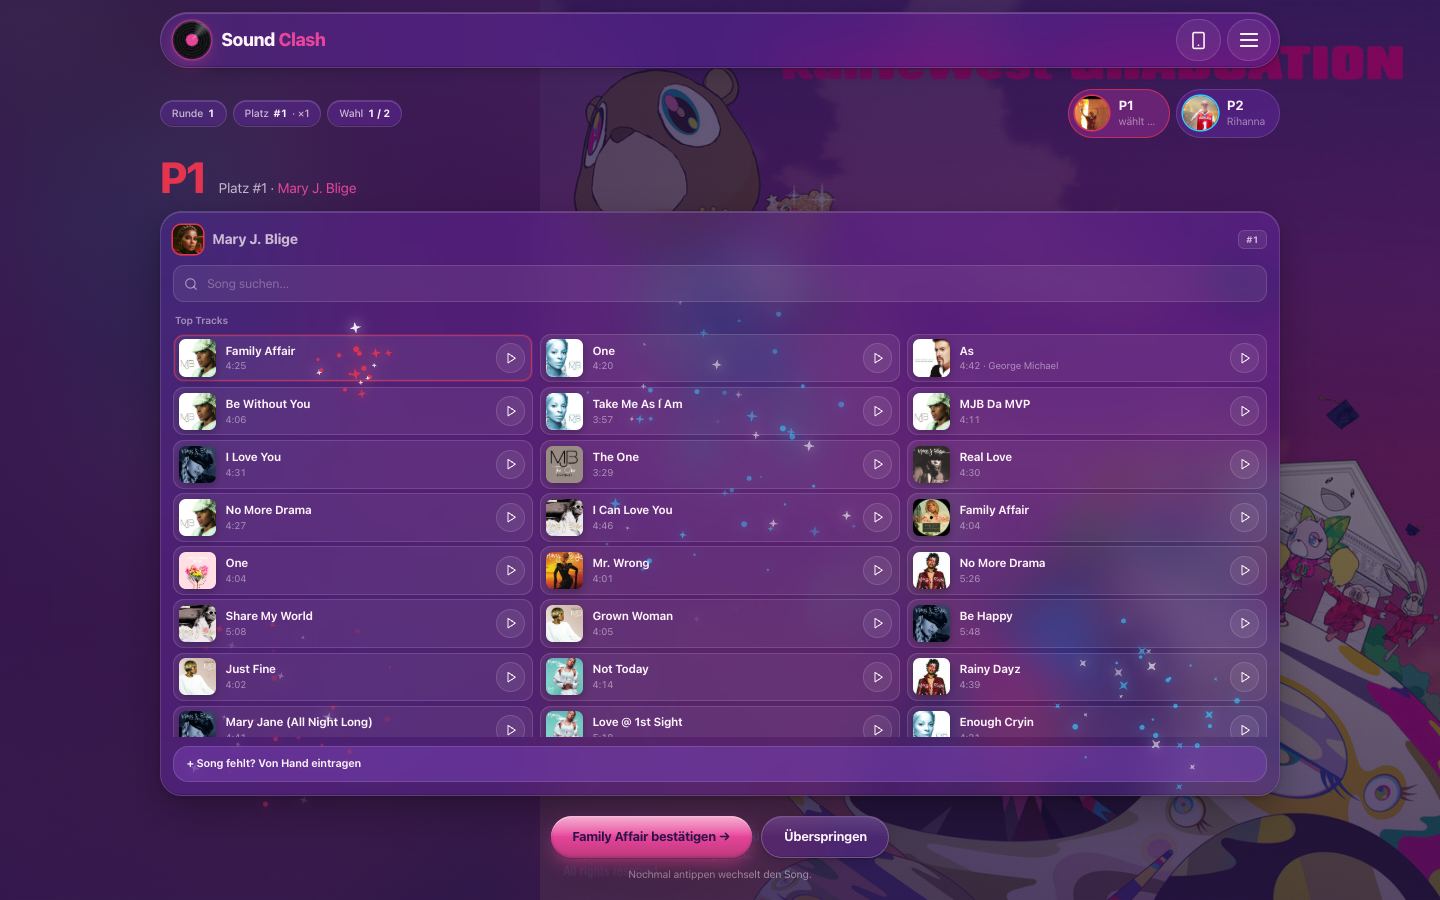 Sound Clash
KanYeWest GRADUATION
Runde 1
Platz #1 · ×1
Wahl 1 / 2
P1
wählt ...
P2
Rihanna
P1 Platz #1 · Mary J. Blige
Mary J. Blige
#1
Song suchen...
Top Tracks
Family Affair
4:25
One
4:20
As
4:42 · George Michael
Be Without You
4:06
Take Me As I Am
3:57
MJB Da MVP
4:11
I Love You
4:31
The One
3:29
Real Love
4:30
No More Drama
4:27
I Can Love You
4:46
Family Affair
4:04
One
4:04
Mr. Wrong
4:01
No More Drama
5:26
Share My World
5:08
Grown Woman
4:05
Be Happy
5:48
Just Fine
4:02
Not Today
4:14
Rainy Dayz
4:39
Mary Jane (All Night Long)
Love @ 1st Sight
Enough Cryin
+ Song fehlt? Von Hand eintragen
Family Affair bestätigen →
Überspringen
All rights
Nochmal antippen wechselt den Song.